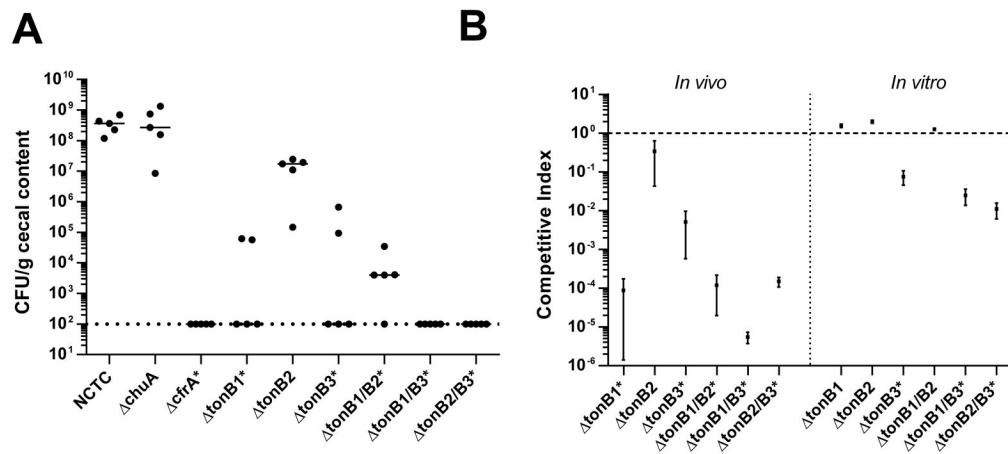 A
CFU/g cecal content
10^10
10^9
10^8
10^7
10^6
10^5
10^4
10^3
10^2
10^1
NCTC
ΔchuA
ΔcfrA*
ΔtonB1*
ΔtonB2
ΔtonB3*
ΔtonB1/B2*
ΔtonB1/B3*
ΔtonB2/B3*
B
In vivo
In vitro
Competitive Index
10^1
10^0
10^-1
10^-2
10^-3
10^-4
10^-5
10^-6
ΔtonB1*
ΔtonB2
ΔtonB3*
ΔtonB1/B2*
ΔtonB1/B3*
ΔtonB2/B3*
ΔtonB1
ΔtonB2
ΔtonB3*
ΔtonB1/B2
ΔtonB1/B3*
ΔtonB2/B3*